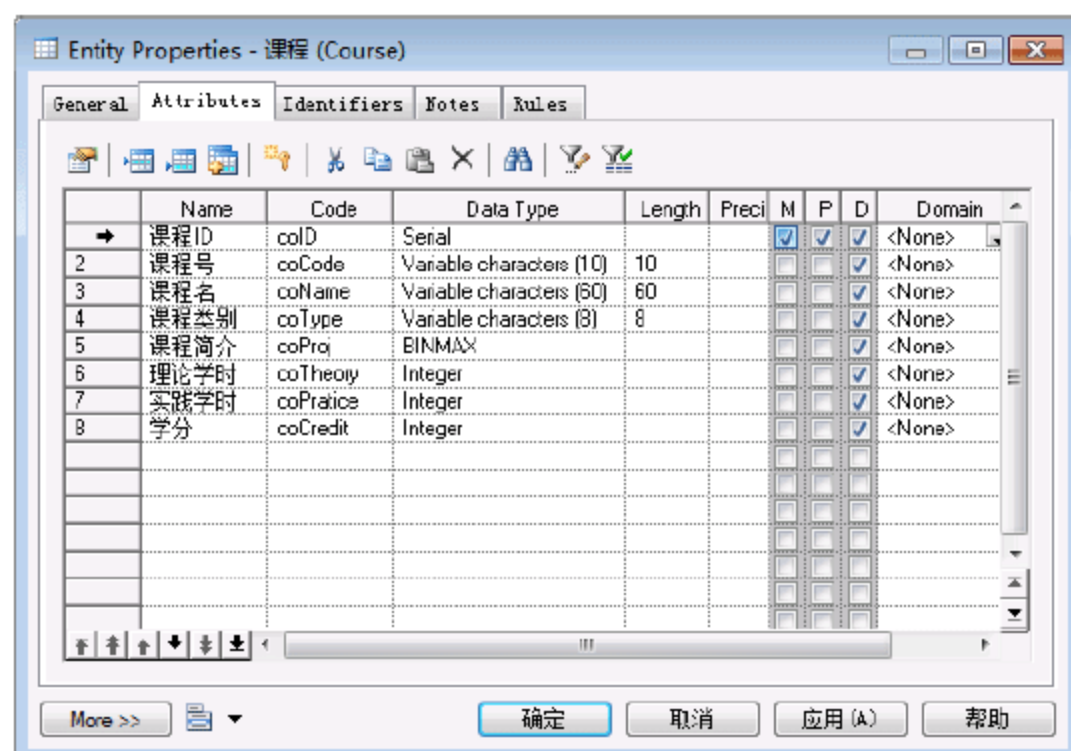 Entity Properties - 课程 (Course)
General Attributes Identifiers Notes Rules
Name Code Data Type Length Preci M P D Domain
课程ID coID Serial <None>
2 课程号 coCode Variable characters (10) 10 <None>
3 课程名 coName Variable characters (60) 60 <None>
4 课程类别 coType Variable characters (8) 8 <None>
5 课程简介 coProj BINMAX <None>
6 理论学时 coTheory Integer <None>
7 实践学时 coPratice Integer <None>
8 学分 coCredit Integer <None>
More >> 确定 取消 应用(A) 帮助